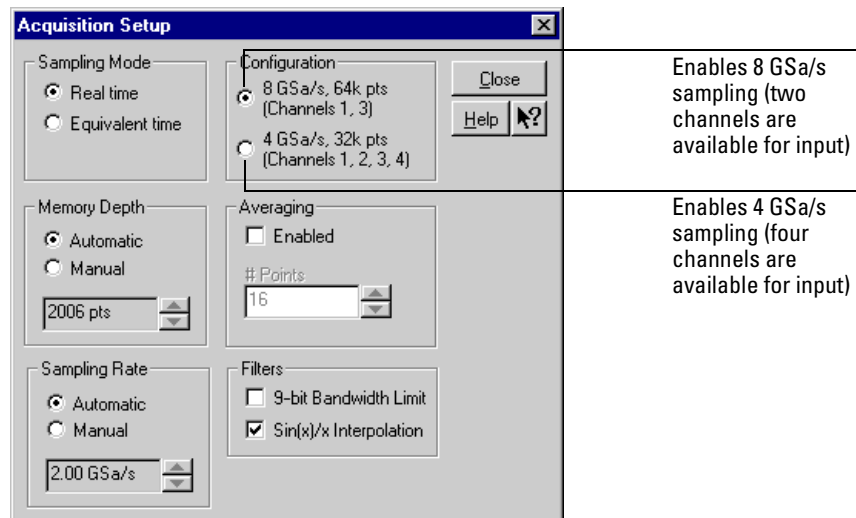 Acquisition Setup
Sampling Mode
Real time
Equivalent time
Configuration
8 GSa/s, 64k pts
(Channels 1, 3)
4 GSa/s, 32k pts
(Channels 1, 2, 3, 4)
Close
Help
?
Enables 8 GSa/s
sampling (two
channels are
available for input)
Enables 4 GSa/s
sampling (four
channels are
available for input)
Memory Depth
Automatic
Manual
2006 pts
Averaging
Enabled
# Points
16
Sampling Rate
Automatic
Manual
2.00 GSa/s
Filters
9-bit Bandwidth Limit
Sin(x)/x Interpolation